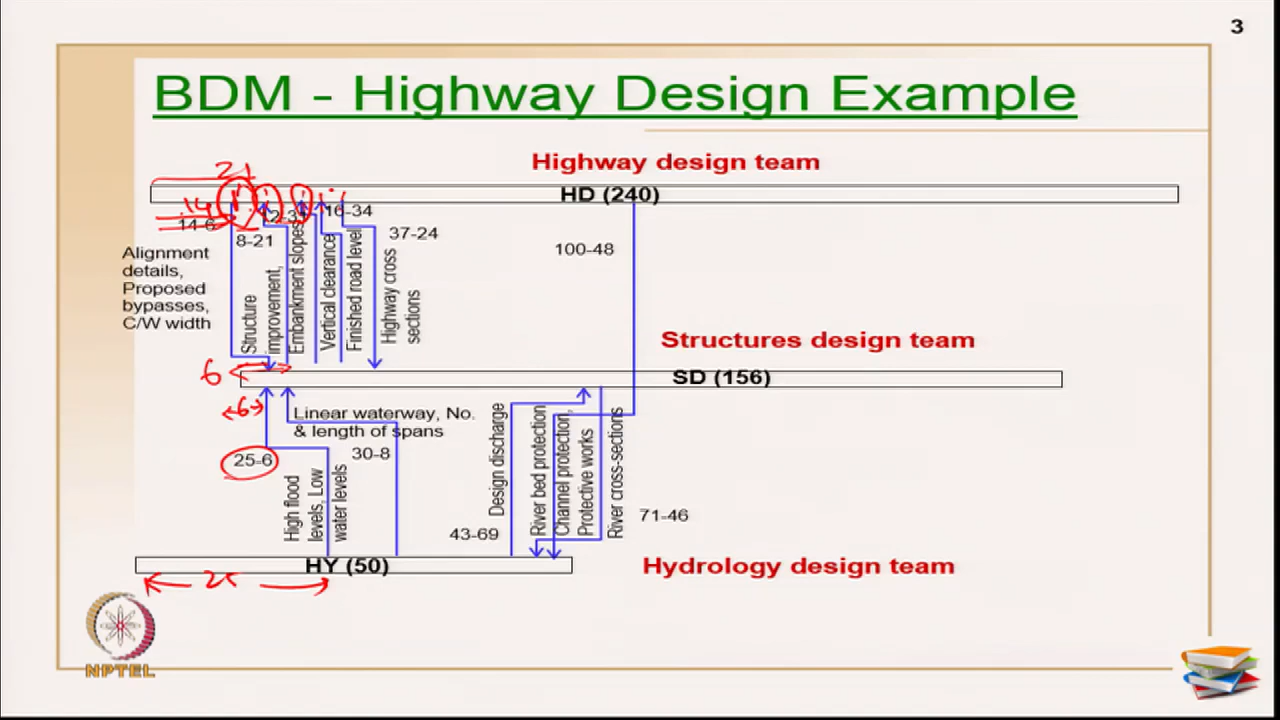 3
BDM - Highway Design Example
Highway design team
21
HD (240)
14
14-6
12-31
16-34
8-21
37-24
100-48
Alignment
details,
Proposed
bypasses,
C/W width
Structure
improvement,
Embankment slopes
Vertical clearance
Finished road level
Highway cross
sections
Structures design team
6
SD (156)
6
Linear waterway, No.
& length of spans
25-6
30-8
High flood
levels, Low
water levels
Design discharge
River bed protection
Channel protection,
Protective works
River cross-sections
43-69
71-46
HY (50)
Hydrology design team
25
NPTEL